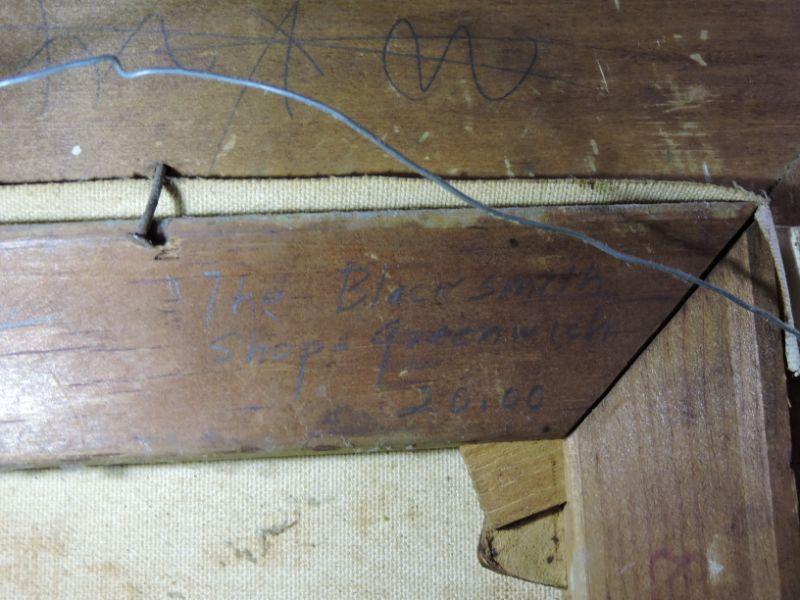 "The Blacksmith
Shop - Greenwich
20.00